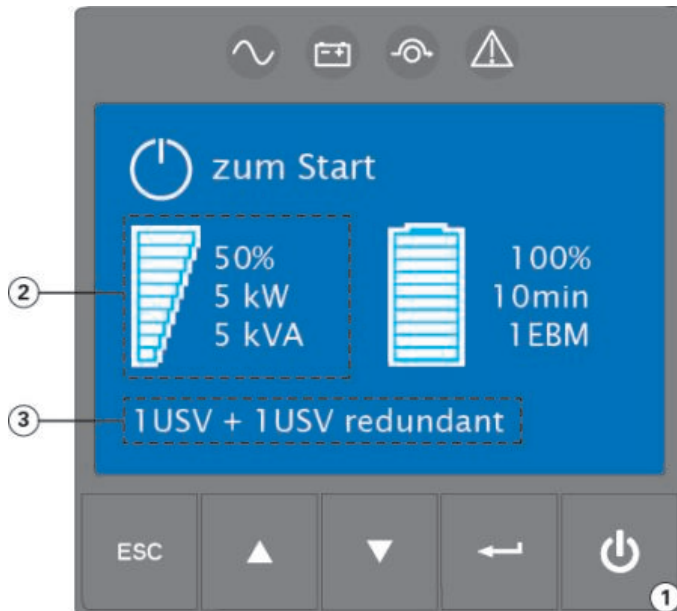 zum Start
50%
5 kW
5 kVA
100%
10min
1EBM
1USV + 1USV redundant
ESC
1
2
3